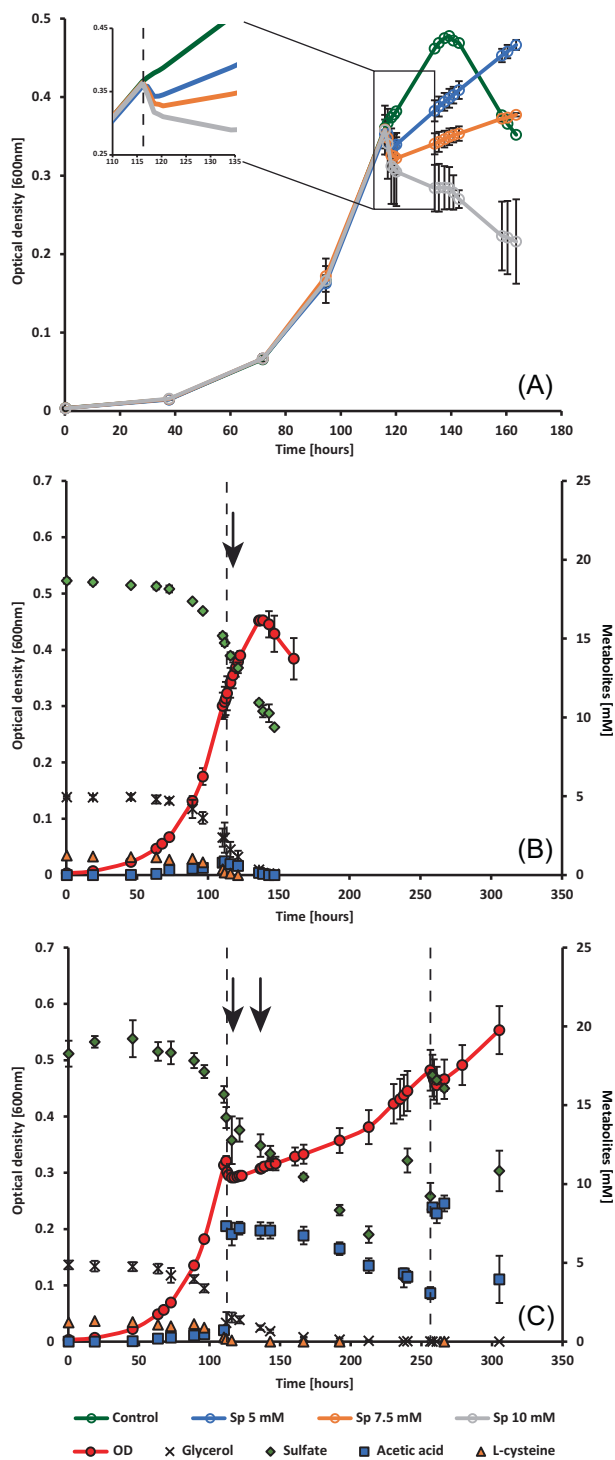 0.5
0.4
0.3
0.2
0.1
0
Optical density [600nm]
0.45
0.35
0.25
110 115 120 125 130 135
0 20 40 60 80 100 120 140 160 180
Time [hours]
(A)
0.7
0.6
0.5
0.4
0.3
0.2
0.1
0
Optical density [600nm]
25
20
15
10
5
0
Metabolites [mM]
0 50 100 150 200 250 300 350
Time [hours]
(B)
0.7
0.6
0.5
0.4
0.3
0.2
0.1
0
Optical density [600nm]
25
20
15
10
5
0
Metabolites [mM]
0 50 100 150 200 250 300 350
Time [hours]
(C)
Control Sp 5 mM Sp 7.5 mM Sp 10 mM
OD Glycerol Sulfate Acetic acid L-cysteine